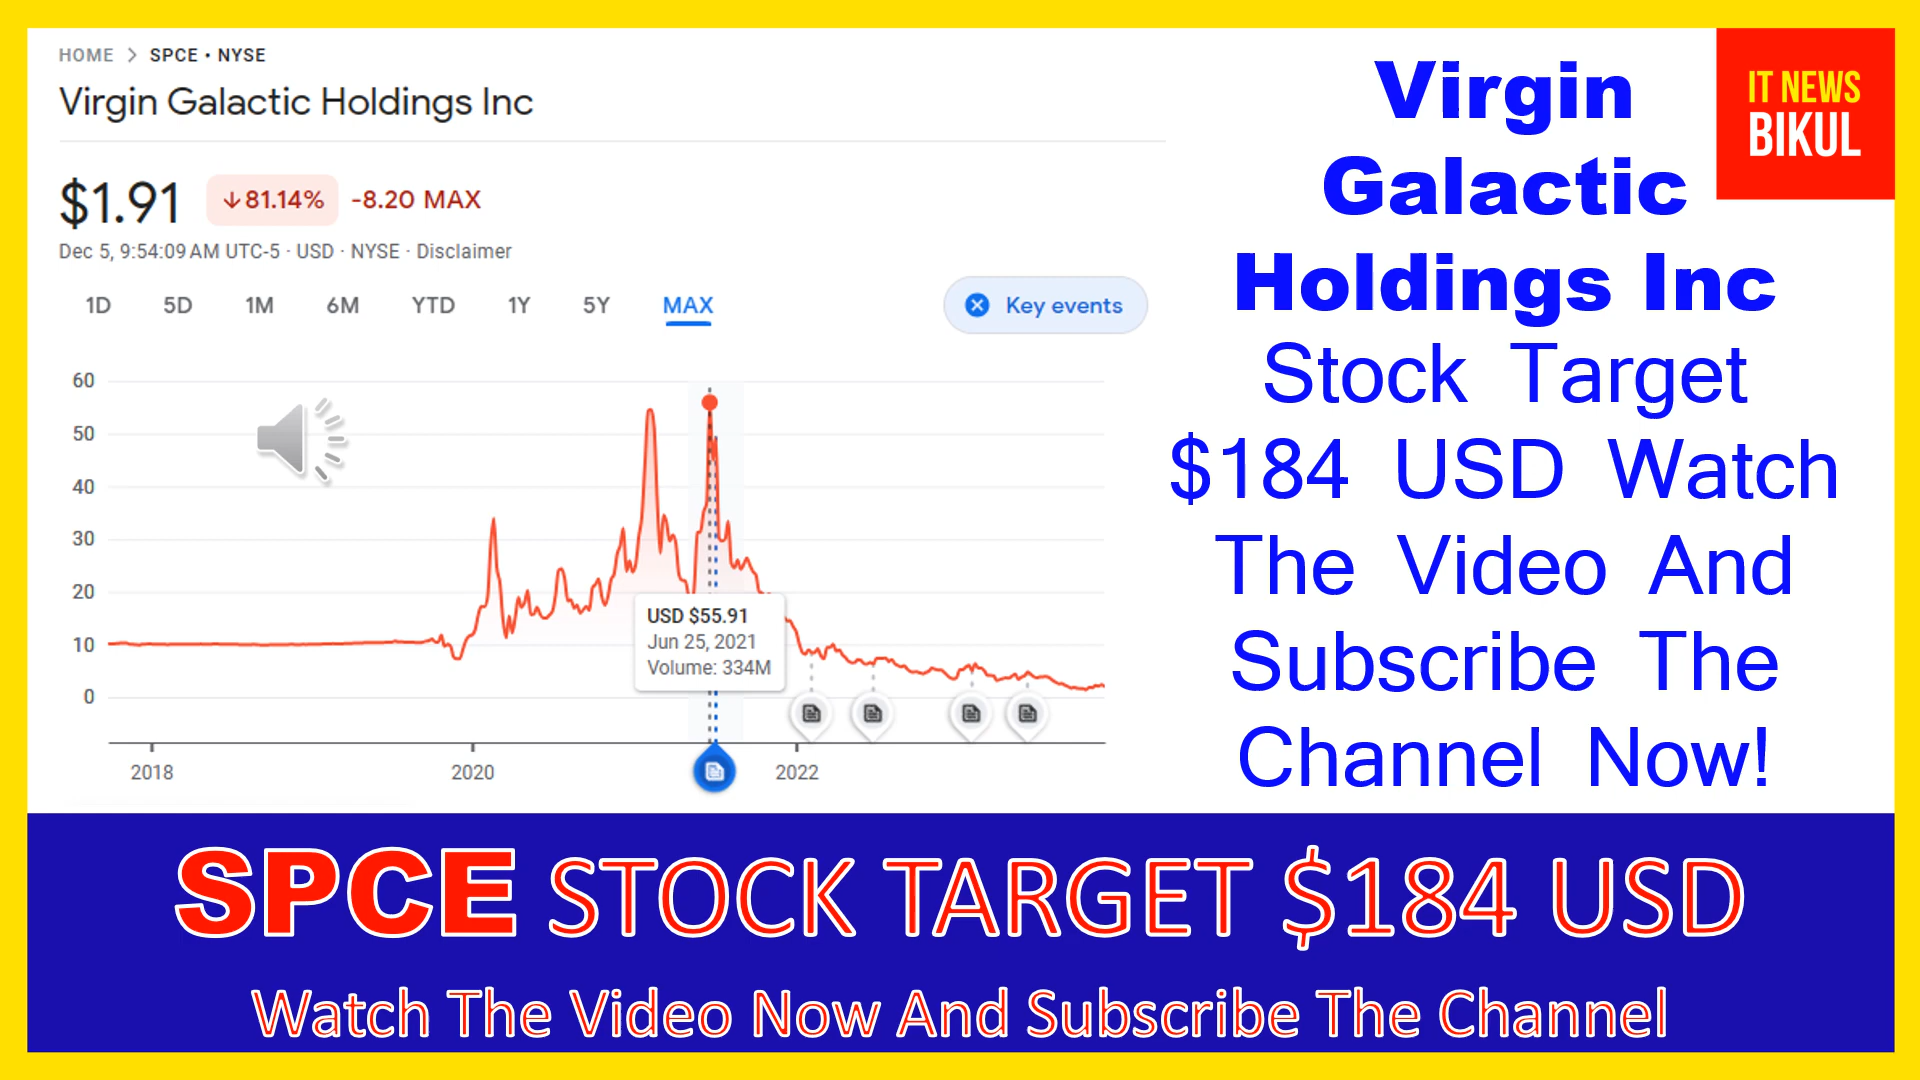 HOME > SPCE • NYSE
Virgin Galactic Holdings Inc
$1.91 ↓81.14% -8.20 MAX
Dec 5, 9:54:09 AM UTC-5 · USD · NYSE · Disclaimer
1D 5D 1M 6M YTD 1Y 5Y MAX
Key events
60
50
40
30
20
10
0
USD $55.91
Jun 25, 2021
Volume: 334M
2018 2020 2022
Virgin
Galactic
Holdings Inc
Stock Target
$184 USD Watch
The Video And
Subscribe The
Channel Now!
IT NEWS
BIKUL
SPCE STOCK TARGET $184 USD
Watch The Video Now And Subscribe The Channel